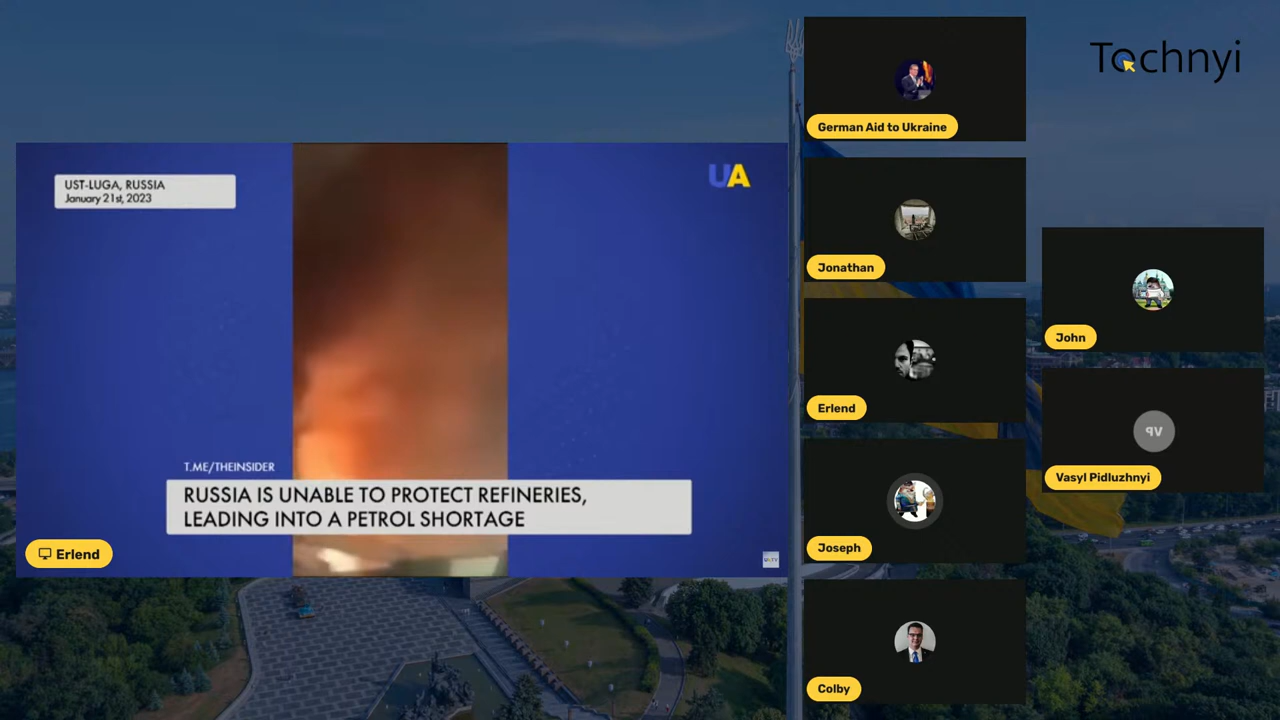 UST-LUGA, RUSSIA
January 21st, 2023
UA
T.ME/THEINSIDER
RUSSIA IS UNABLE TO PROTECT REFINERIES,
LEADING INTO A PETROL SHORTAGE
Erlend
German Aid to Ukraine
Jonathan
Erlend
Joseph
Colby
Tochnyi
John
VP
Vasyl Pidluzhnyi